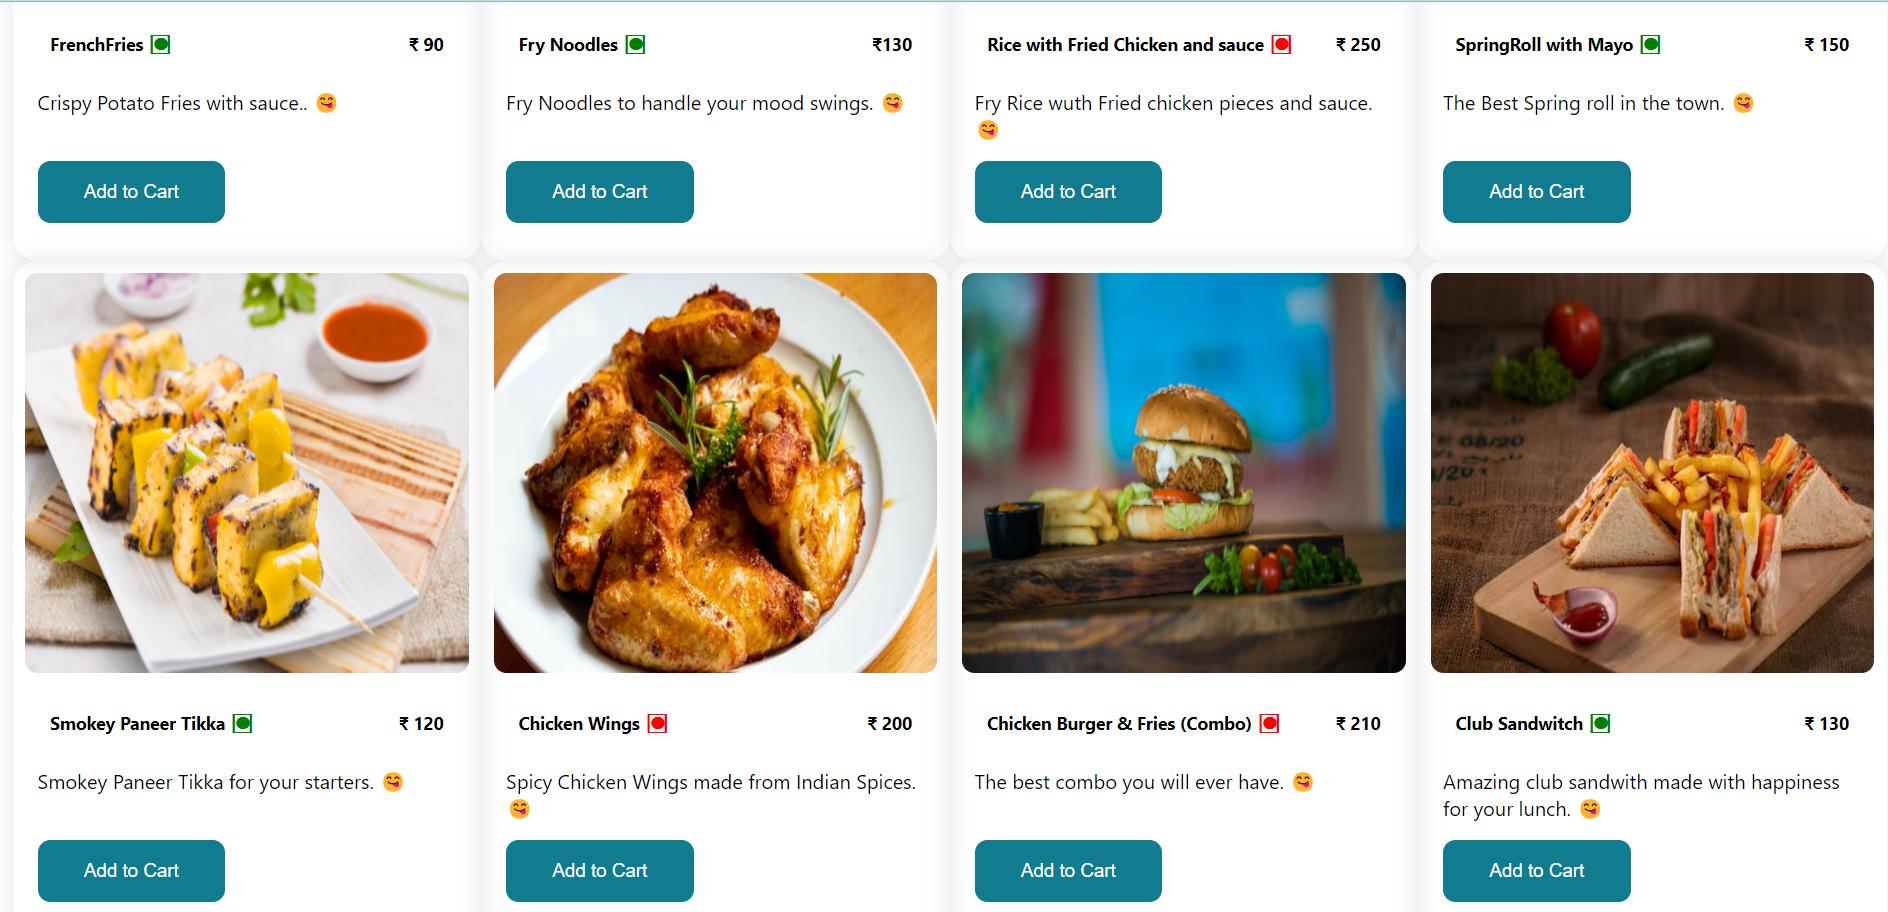 FrenchFries ₹ 90
Fry Noodles ₹130
Rice with Fried Chicken and sauce ₹ 250
SpringRoll with Mayo ₹ 150
Crispy Potato Fries with sauce.. 😋
Fry Noodles to handle your mood swings. 😋
Fry Rice wuth Fried chicken pieces and sauce.
😋
The Best Spring roll in the town. 😋
Add to Cart
Add to Cart
Add to Cart
Add to Cart
08/20
Smokey Paneer Tikka ₹ 120
Chicken Wings ₹ 200
Chicken Burger & Fries (Combo) ₹ 210
Club Sandwitch ₹ 130
Smokey Paneer Tikka for your starters. 😋
Spicy Chicken Wings made from Indian Spices.
😋
The best combo you will ever have. 😋
Amazing club sandwith made with happiness
for your lunch. 😋
Add to Cart
Add to Cart
Add to Cart
Add to Cart